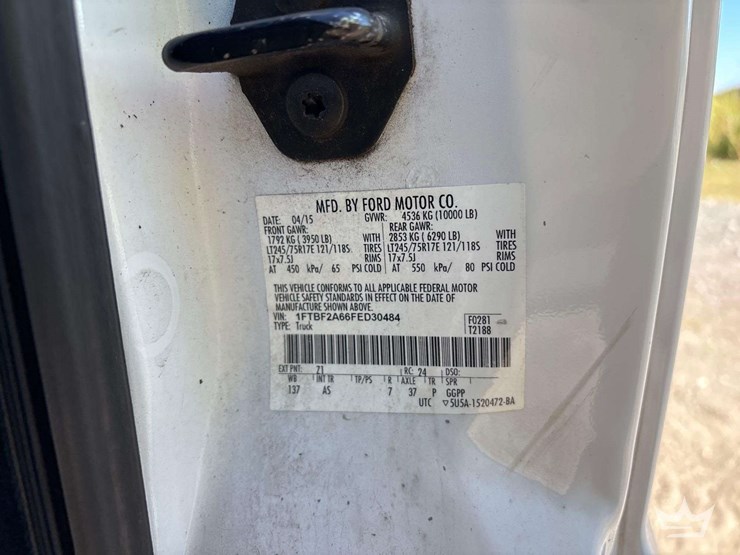 MFD. BY FORD MOTOR CO.
DATE: 04/15 GVWR: 4536 KG (10000 LB)
FRONT GAWR: REAR GAWR:
1792 KG ( 3950 LB) WITH 2853 KG ( 6290 LB) WITH
LT245/75R17E 121/118S TIRES LT245/75R17E 121/118S TIRES
17x7.5J RIMS 17x7.5J RIMS
AT 450 kPa/ 65 PSI COLD AT 550 kPa/ 80 PSI COLD
THIS VEHICLE CONFORMS TO ALL APPLICABLE FEDERAL MOTOR
VEHICLE SAFETY STANDARDS IN EFFECT ON THE DATE OF
MANUFACTURE SHOWN ABOVE.
VIN: 1FTBF2A66FED30484 F0281
TYPE: Truck T2188
EXT PNT: Z1 RC: 24 DSO:
WB INT TR TP/PS R AXLE TR SPR
137 AS 7 37 P GGPP
UTC ▽5U5A-1520472-BA